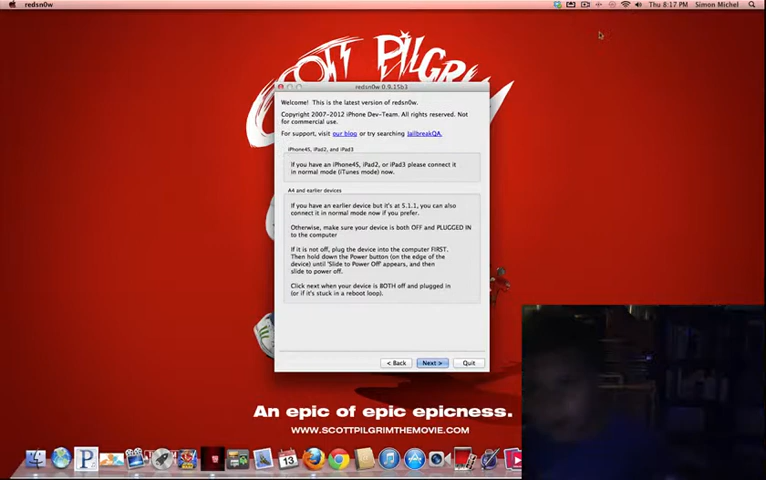 redsn0w
Thu 8:17 PM Simon Michel
SCOTT PILGRIM
redsn0w 0.9.15b3
Welcome! This is the latest version of redsn0w.
Copyright 2007-2012 iPhone Dev-Team. All rights reserved. Not
for commercial use.
For support, visit our blog or try searching JailbreakQA.
iPhone4S, iPad2, and iPad3
If you have an iPhone4S, iPad2, or iPad3 please connect it
in normal mode (iTunes mode) now.
A4 and earlier devices
If you have an earlier device but it's at 5.1.1, you can also
connect it in normal mode now if you prefer.
Otherwise, make sure your device is both OFF and PLUGGED IN
to the computer
If it is not off, plug the device into the computer FIRST.
Then hold down the Power button (on the edge of the
device) until 'Slide to Power Off' appears, and then
slide to power off.
Click next when your device is BOTH off and plugged in
(or if it's stuck in a reboot loop).
< Back Next > Quit
An epic of epic epicness.
WWW.SCOTTPILGRIMTHEMOVIE.COM
P 13